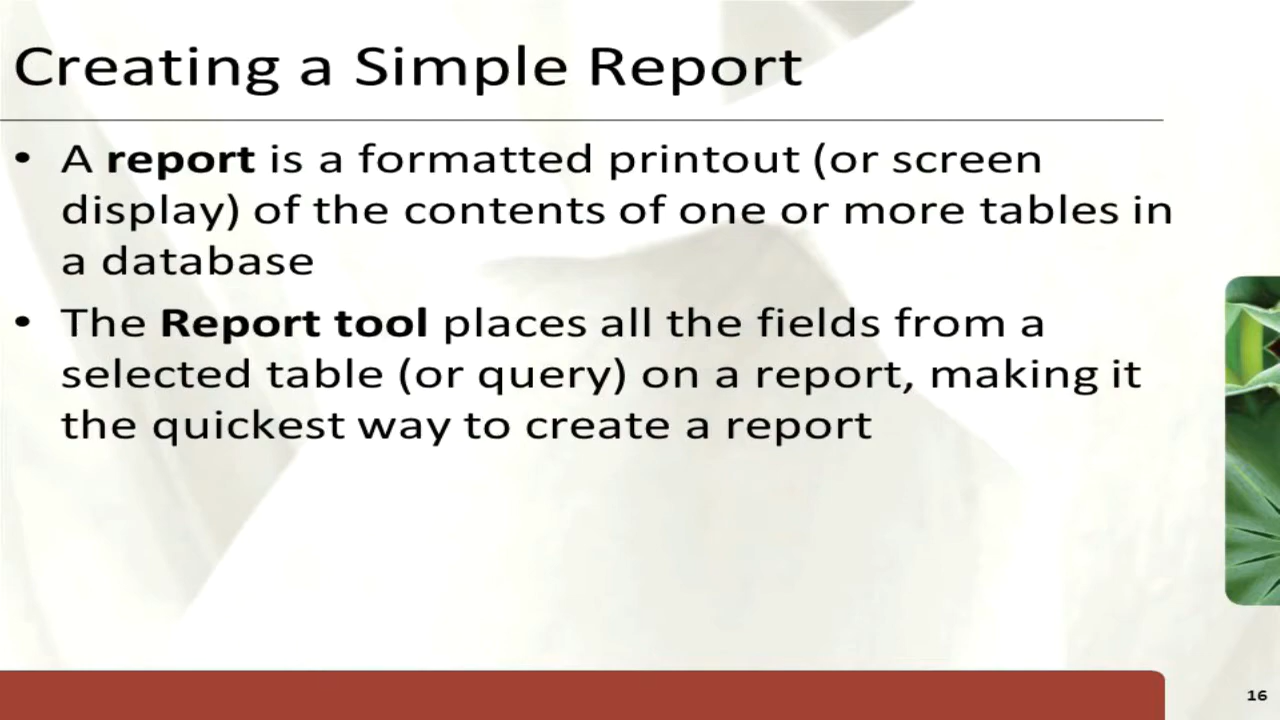 Creating a Simple Report
• A report is a formatted printout (or screen
display) of the contents of one or more tables in
a database
• The Report tool places all the fields from a
selected table (or query) on a report, making it
the quickest way to create a report
16